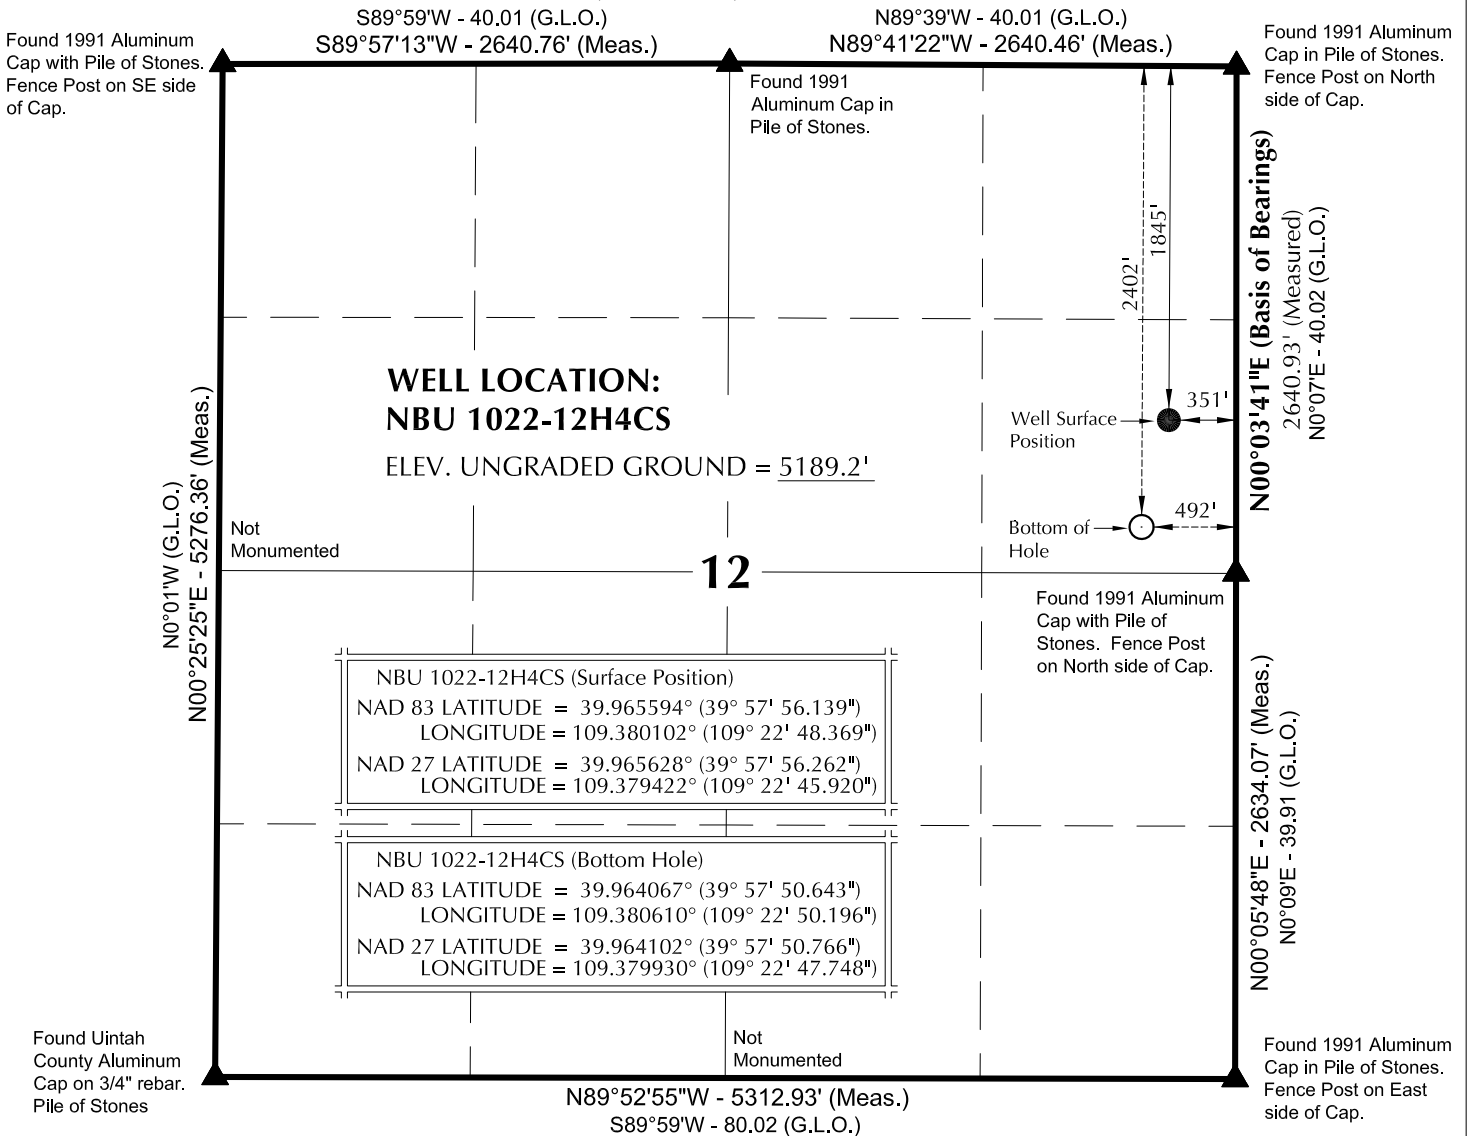 S89°59'W - 40.01 (G.L.O.)
S89°57'13"W - 2640.76' (Meas.)
N89°39'W - 40.01 (G.L.O.)
N89°41'22"W - 2640.46' (Meas.)
Found 1991 Aluminum
Cap with Pile of Stones.
Fence Post on SE side
of Cap.
Found 1991
Aluminum Cap in
Pile of Stones.
Found 1991 Aluminum
Cap in Pile of Stones.
Fence Post on North
side of Cap.
N00°03'41"E (Basis of Bearings)
2640.93' (Measured)
N0°07'E - 40.02 (G.L.O.)
1845'
2402'
WELL LOCATION:
NBU 1022-12H4CS
ELEV. UNGRADED GROUND = 5189.2'
Well Surface
Position
351'
Bottom of
Hole
492'
N0°01'W (G.L.O.)
N00°25'25"E - 5276.36' (Meas.)
Not
Monumented
12
Found 1991 Aluminum
Cap with Pile of
Stones. Fence Post
on North side of Cap.
NBU 1022-12H4CS (Surface Position)
NAD 83 LATITUDE = 39.965594° (39° 57' 56.139")
LONGITUDE = 109.380102° (109° 22' 48.369")
NAD 27 LATITUDE = 39.965628° (39° 57' 56.262")
LONGITUDE = 109.379422° (109° 22' 45.920")
NBU 1022-12H4CS (Bottom Hole)
NAD 83 LATITUDE = 39.964067° (39° 57' 50.643")
LONGITUDE = 109.380610° (109° 22' 50.196")
NAD 27 LATITUDE = 39.964102° (39° 57' 50.766")
LONGITUDE = 109.379930° (109° 22' 47.748")
N00°05'48"E - 2634.07' (Meas.)
N0°09'E - 39.91 (G.L.O.)
Found Uintah
County Aluminum
Cap on 3/4" rebar.
Pile of Stones
Not
Monumented
Found 1991 Aluminum
Cap in Pile of Stones.
Fence Post on East
side of Cap.
N89°52'55"W - 5312.93' (Meas.)
S89°59'W - 80.02 (G.L.O.)